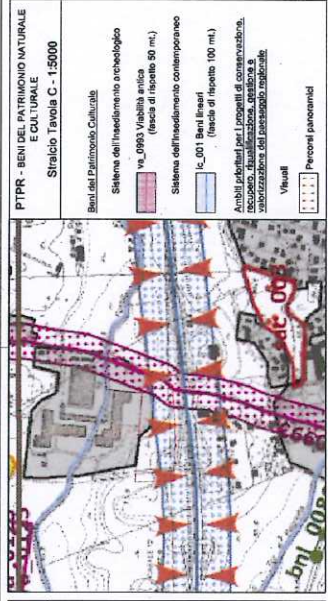 PTPR - BENI DEL PATRIMONIO NATURALE
E CULTURALE
Stralcio Tavola C - 1:5000
Beni del Patrimonio Culturale
Sistema dell'insediamento archeologico
va_0993 Viabilità antica
(fascia di rispetto 50 mt.)
Sistema dell'insediamento contemporaneo
lc_001 Beni lineari
(fascia di rispetto 100 mt.)
Ambiti prioritari per i progetti di conservazione,
recupero, riqualificazione, gestione e
valorizzazione del paesaggio regionale
Visuali
Percorsi panoramici
bnl_008